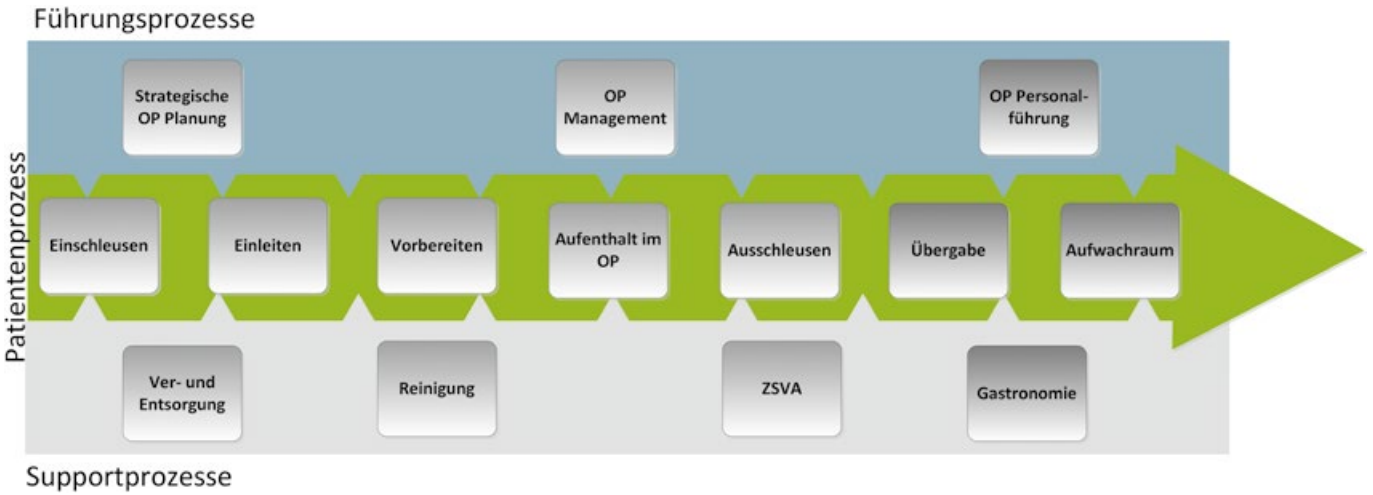 Führungsprozesse
Strategische
OP Planung
OP
Management
OP Personal-
führung
Patientenprozess
Einschleusen
Einleiten
Vorbereiten
Aufenthalt im
OP
Ausschleusen
Übergabe
Aufwachraum
Ver- und
Entsorgung
Reinigung
ZSVA
Gastronomie
Supportprozesse